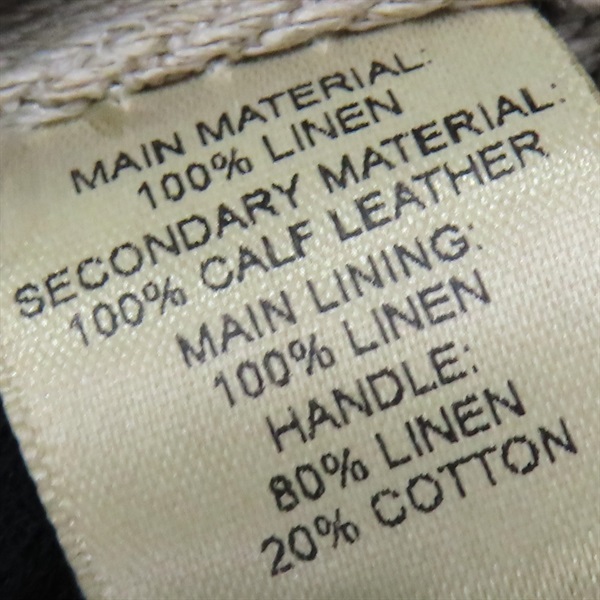 MAIN MATERIAL:
100% LINEN
SECONDARY MATERIAL:
100% CALF LEATHER
MAIN LINING:
100% LINEN
HANDLE:
80% LINEN
20% COTTON